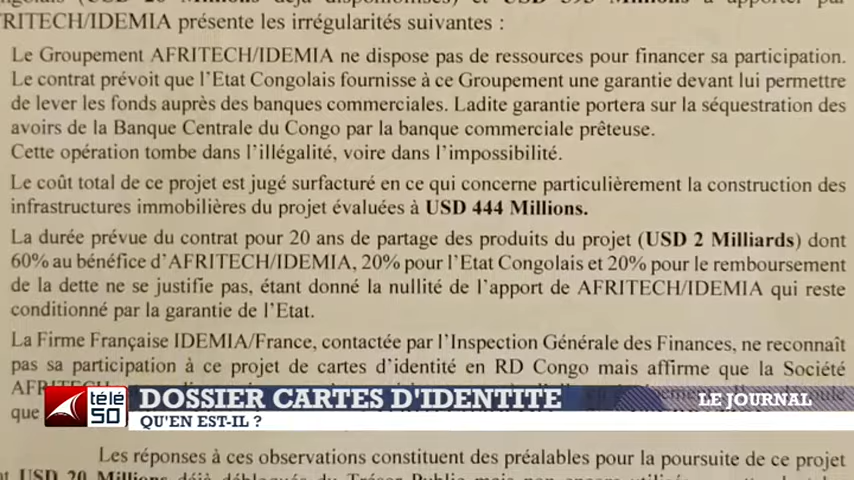 AFRITECH/IDEMIA présente les irrégularités suivantes :
Le Groupement AFRITECH/IDEMIA ne dispose pas de ressources pour financer sa participation.
Le contrat prévoit que l'Etat Congolais fournisse à ce Groupement une garantie devant lui permettre
de lever les fonds auprès des banques commerciales. Ladite garantie portera sur la séquestration des
avoirs de la Banque Centrale du Congo par la banque commerciale prêteuse.
Cette opération tombe dans l'illégalité, voire dans l'impossibilité.
Le coût total de ce projet est jugé surfacturé en ce qui concerne particulièrement la construction des
infrastructures immobilières du projet évaluées à USD 444 Millions.
La durée prévue du contrat pour 20 ans de partage des produits du projet (USD 2 Milliards) dont
60% au bénéfice d'AFRITECH/IDEMIA, 20% pour l'Etat Congolais et 20% pour le remboursement
de la dette ne se justifie pas, étant donné la nullité de l'apport de AFRITECH/IDEMIA qui reste
conditionné par la garantie de l'Etat.
La Firme Française IDEMIA/France, contactée par l'Inspection Générale des Finances, ne reconnaît
pas sa participation à ce projet de cartes d'identité en RD Congo mais affirme que la Société
que
télé
50
DOSSIER CARTES D'IDENTITE
LE JOURNAL
QU'EN EST-IL ?
Les réponses à ces observations constituent des préalables pour la poursuite de ce projet
USD 20 Millions déjà débloqués du Trésor Public mais non encore